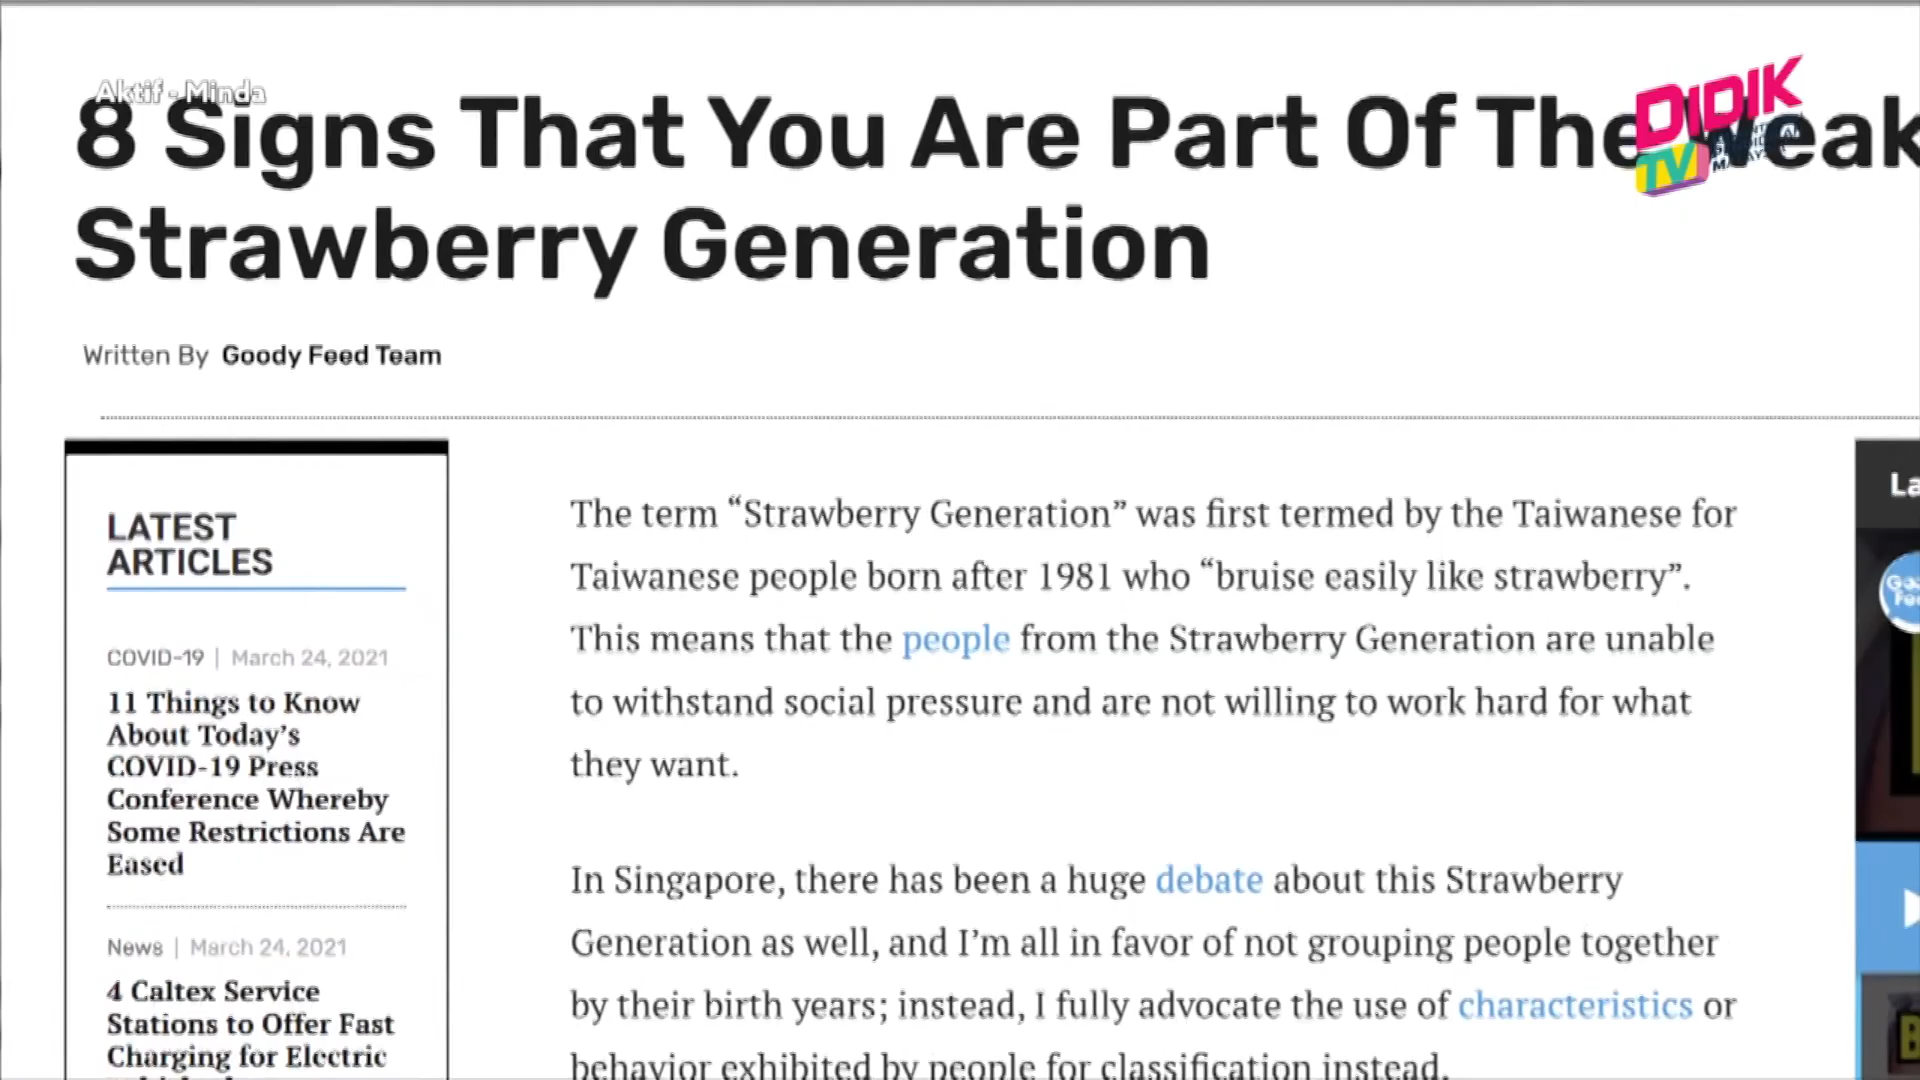 Aktif - Minda
DIDIK
TV
8 Signs That You Are Part Of The Weak
Strawberry Generation
Written By Goody Feed Team
LATEST
ARTICLES
COVID-19 | March 24, 2021
11 Things to Know
About Today's
COVID-19 Press
Conference Whereby
Some Restrictions Are
Eased
News | March 24, 2021
4 Caltex Service
Stations to Offer Fast
Charging for Electric
The term “Strawberry Generation” was first termed by the Taiwanese for
Taiwanese people born after 1981 who “bruise easily like strawberry”.
This means that the people from the Strawberry Generation are unable
to withstand social pressure and are not willing to work hard for what
they want.
In Singapore, there has been a huge debate about this Strawberry
Generation as well, and I’m all in favor of not grouping people together
by their birth years; instead, I fully advocate the use of characteristics or
behavior exhibited by people for classification instead.